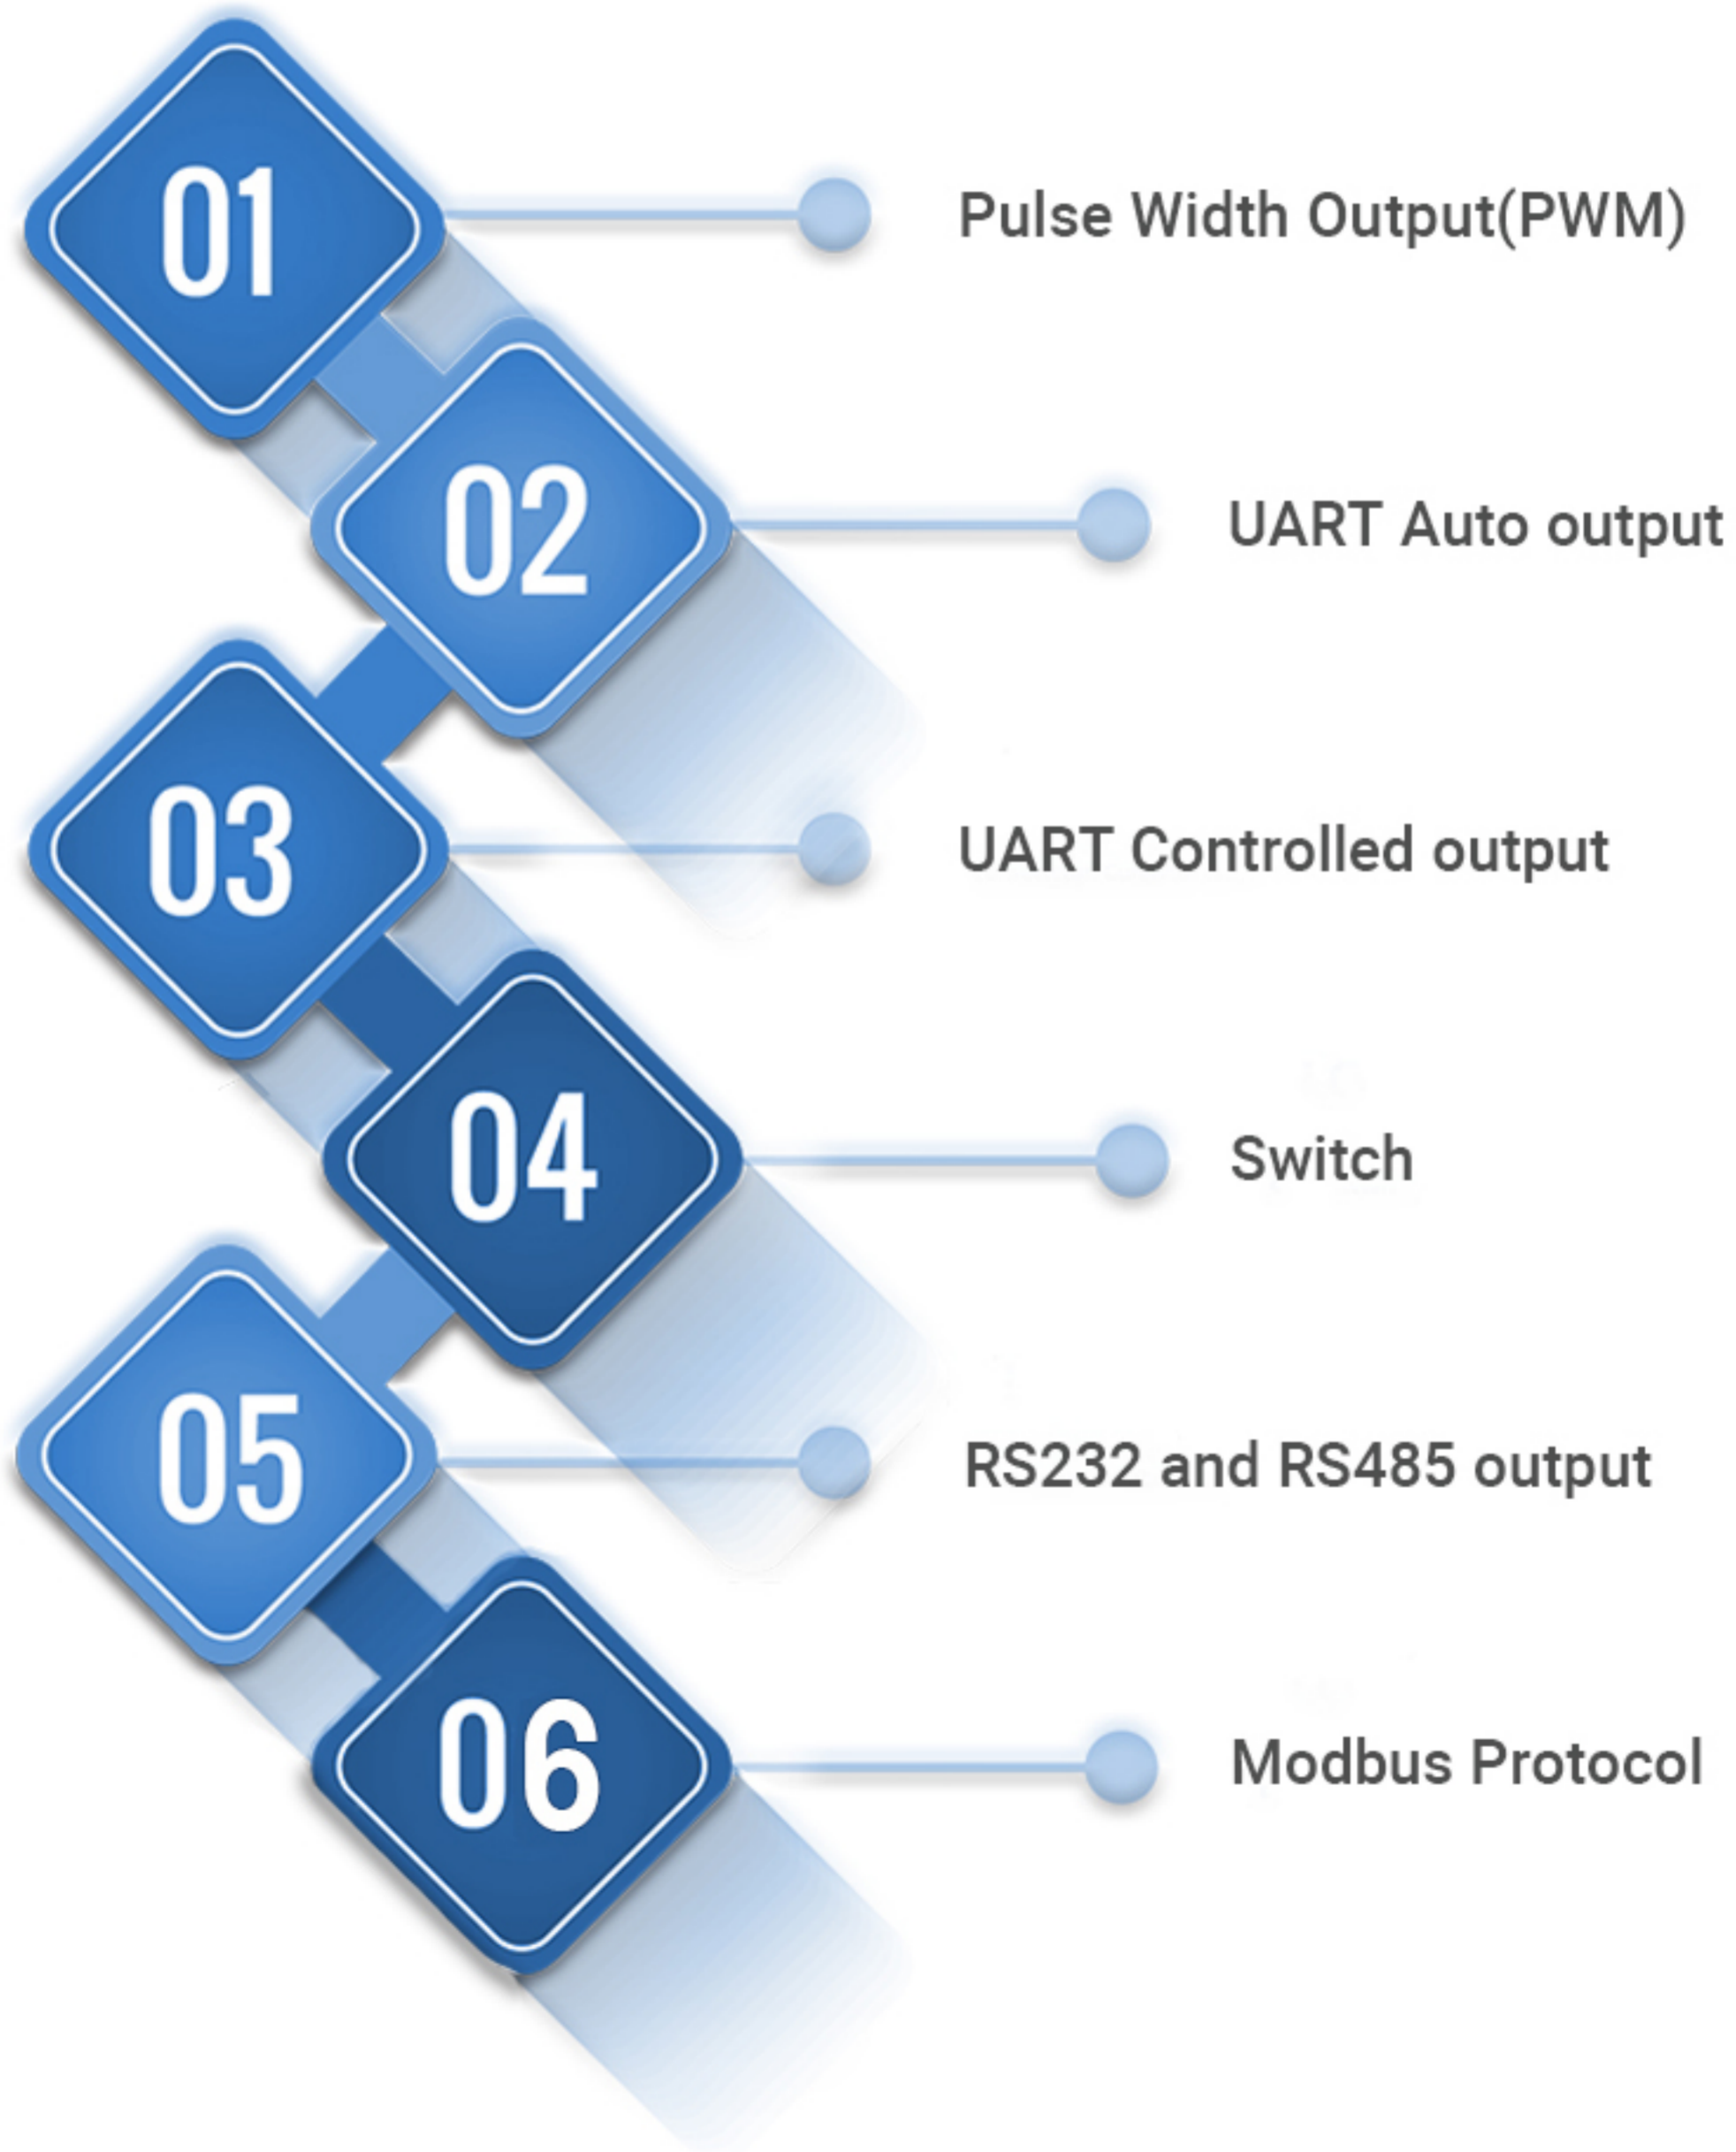 01
Pulse Width Output(PWM)
02
UART Auto output
03
UART Controlled output
04
Switch
05
RS232 and RS485 output
06
Modbus Protocol